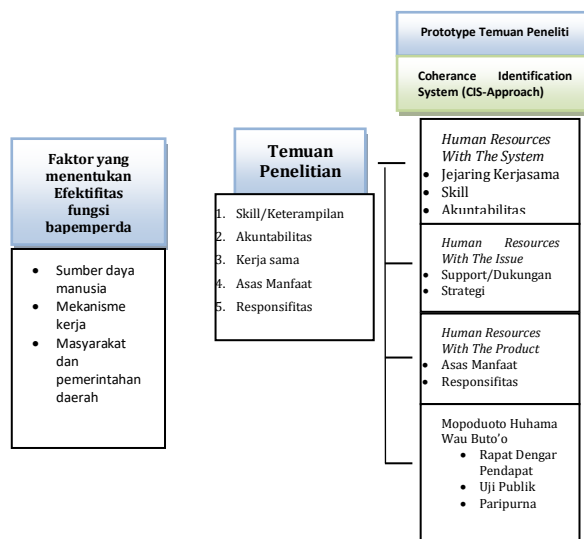 Prototype Temuan Peneliti
Coherance Identification
System (CIS-Approach)
Faktor yang
menentukan
Efektifitas
fungsi
bapemperda
• Sumber daya
manusia
• Mekanisme
kerja
• Masyarakat
dan
pemerintahan
daerah
Temuan
Penelitian
1. Skill/Keterampilan
2. Akuntabilitas
3. Kerja sama
4. Asas Manfaat
5. Responsifitas
Human Resources
With The System
• Jejaring Kerjasama
• Skill
• Akuntabilitas
Human Resources
With The Issue
• Support/Dukungan
• Strategi
Human Resources
With The Product
• Asas Manfaat
• Responsifitas
Mopoduoto Huhama
Wau Buto’o
• Rapat Dengar
Pendapat
• Uji Publik
• Paripurna